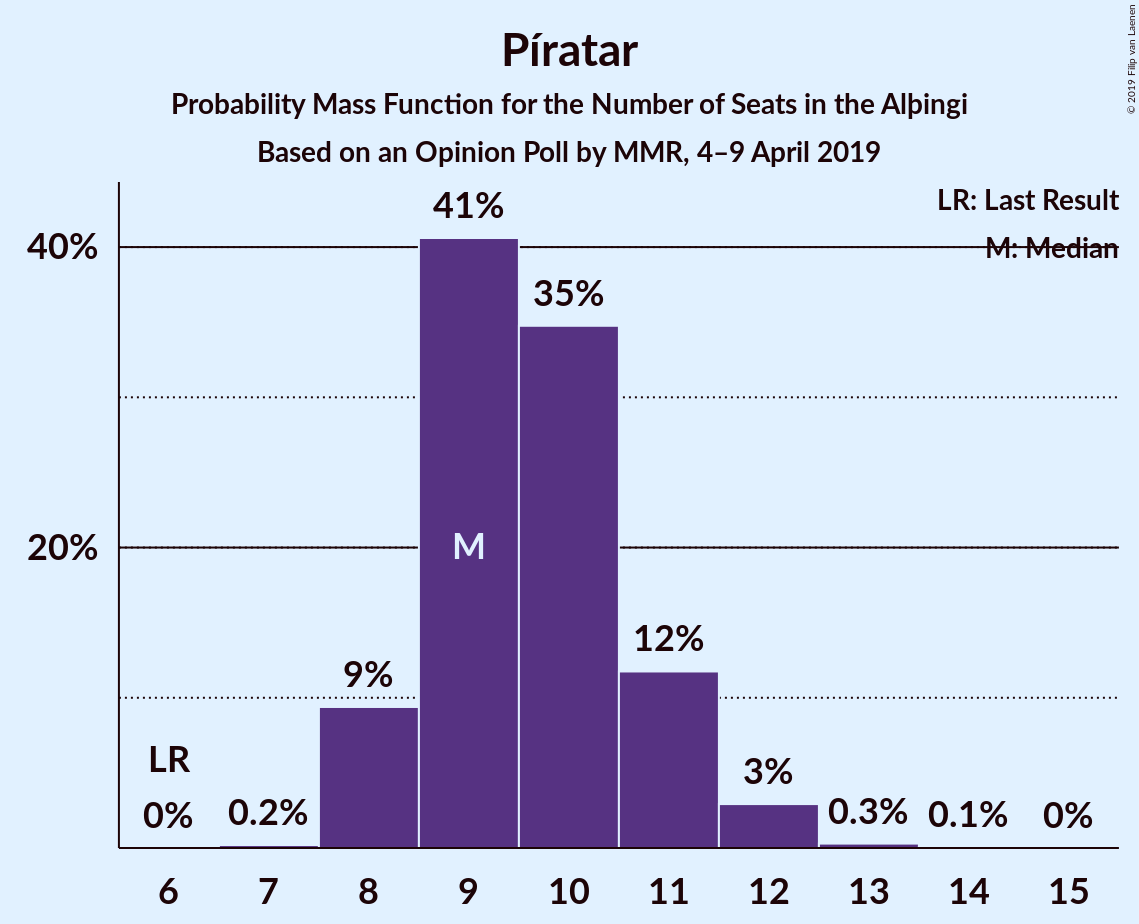 Píratar
Probability Mass Function for the Number of Seats in the Alþingi
Based on an Opinion Poll by MMR, 4–9 April 2019
© 2019 Filip van Laenen
LR: Last Result
M: Median
40%
20%
LR
0%
0.2%
9%
41%
M
35%
12%
3%
0.3%
0.1%
0%
6 7 8 9 10 11 12 13 14 15